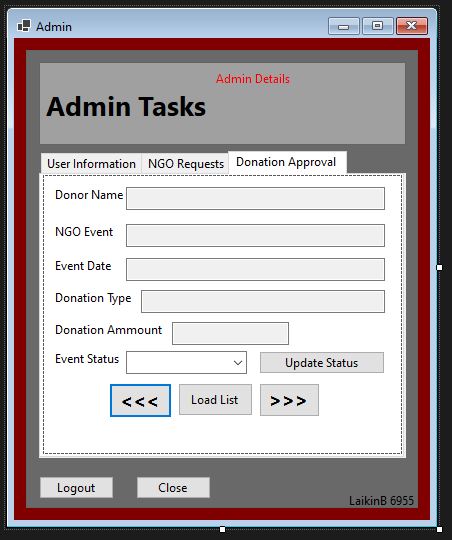 Admin
Admin Details
Admin Tasks
User Information NGO Requests Donation Approval
Donor Name
NGO Event
Event Date
Donation Type
Donation Ammount
Event Status Update Status
<<< Load List >>>
Logout Close
LaikinB 6955